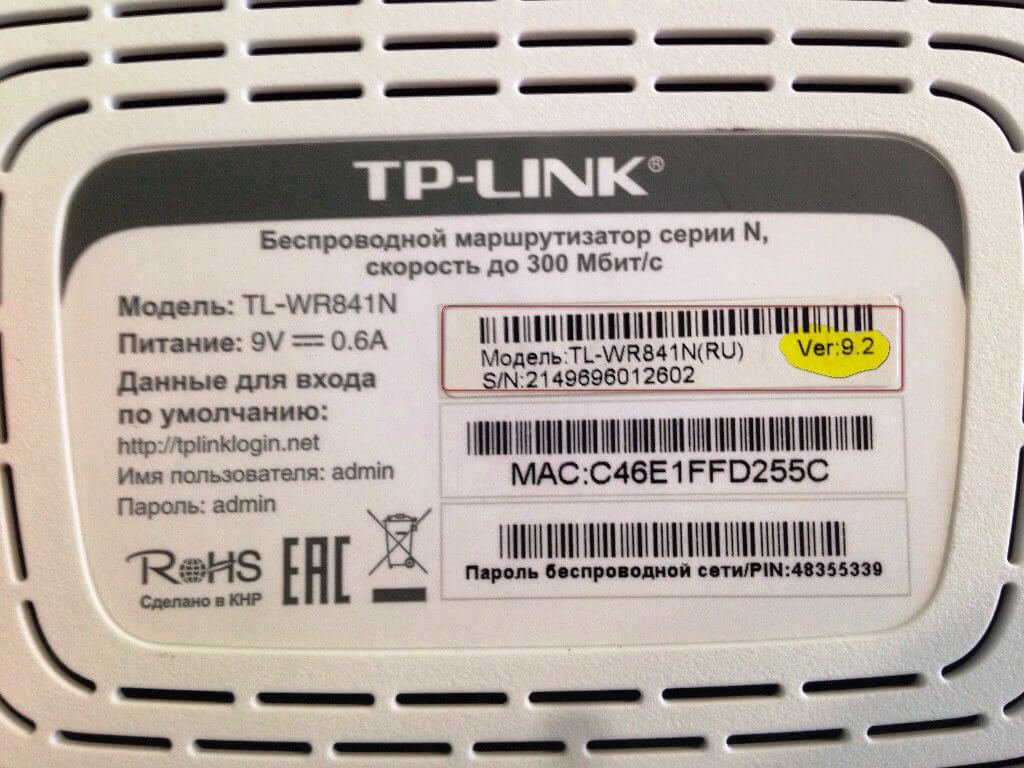 TP-LINK®
Беспроводной маршрутизатор серии N,
скорость до 300 Мбит/с
Модель: TL-WR841N
Питание: 9V ⎓ 0.6A
Данные для входа
по умолчанию:
http://tplinklogin.net
Имя пользователя: admin
Пароль: admin
RoHS
Сделано в КНР
EAC
Модель:TL-WR841N(RU)
Ver:9.2
S/N:2149696012602
MAC:C46E1FFD255C
Пароль беспроводной сети/PIN:48355339